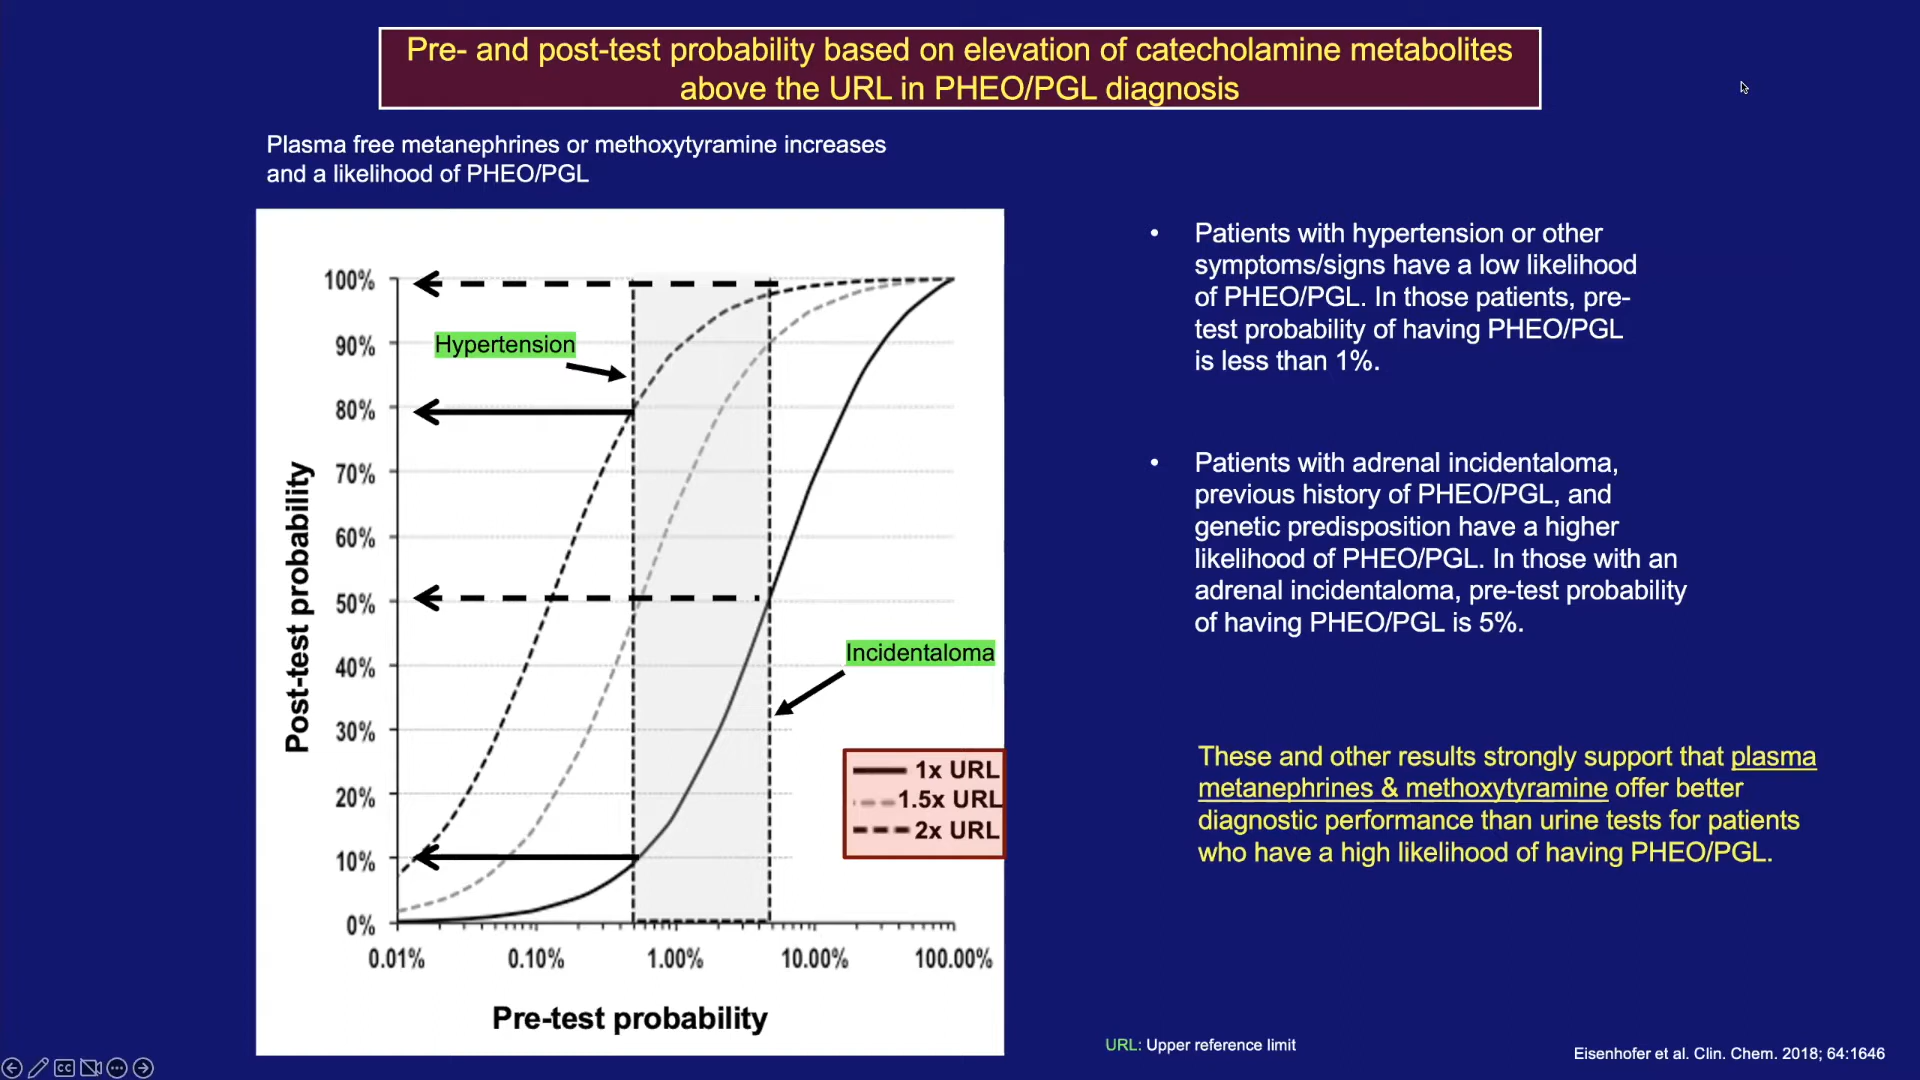 Pre- and post-test probability based on elevation of catecholamine metabolites
above the URL in PHEO/PGL diagnosis
Plasma free metanephrines or methoxytyramine increases
and a likelihood of PHEO/PGL
100%
90%
80%
70%
60%
50%
40%
30%
20%
10%
0%
Post-test probability
Hypertension
Incidentaloma
1x URL
1.5x URL
2x URL
0.01%
0.10%
1.00%
10.00%
100.00%
Pre-test probability
• Patients with hypertension or other
symptoms/signs have a low likelihood
of PHEO/PGL. In those patients, pre-
test probability of having PHEO/PGL
is less than 1%.
• Patients with adrenal incidentaloma,
previous history of PHEO/PGL, and
genetic predisposition have a higher
likelihood of PHEO/PGL. In those with an
adrenal incidentaloma, pre-test probability
of having PHEO/PGL is 5%.
These and other results strongly support that plasma
metanephrines & methoxytyramine offer better
diagnostic performance than urine tests for patients
who have a high likelihood of having PHEO/PGL.
URL: Upper reference limit
Eisenhofer et al. Clin. Chem. 2018; 64:1646
CC